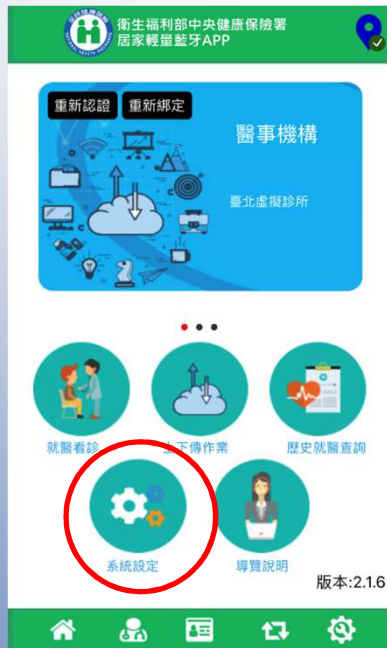 衛生福利部中央健康保險署
居家輕量藍牙APP
重新認證 重新綁定
醫事機構
臺北虛擬診所
就醫看診 上下傳作業 歷史就醫查詢
系統設定 導覽說明
版本:2.1.6